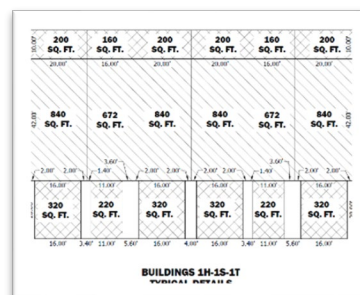 200 160 200 200 160 200
SQ. FT. SQ. FT. SQ. FT. SQ. FT. SQ. FT. SQ. FT.
10.00'
20.00' 16.00' 20.00' 20.00' 16.00' 20.00'
42.00' 42.00'
840 672 840 840 672 840
SQ. FT. SQ. FT. SQ. FT. SQ. FT. SQ. FT. SQ. FT.
3.60' 3.60'
2.00' 2.00' 1.40' 2.00' 2.00' 2.00' 2.00' 1.40' 2.00' 2.00'
16.00' 11.00' 16.00' 16.00' 11.00' 16.00'
320 220 320 320 220 320
SQ. FT. SQ. FT. SQ. FT. SQ. FT. SQ. FT. SQ. FT.
16.00' 3.40' 11.00' 5.60' 16.00' 4.00' 16.00' 3.40' 11.00' 5.60' 16.00'
BUILDINGS 1H-1S-1T
TYPICAL DETAILS